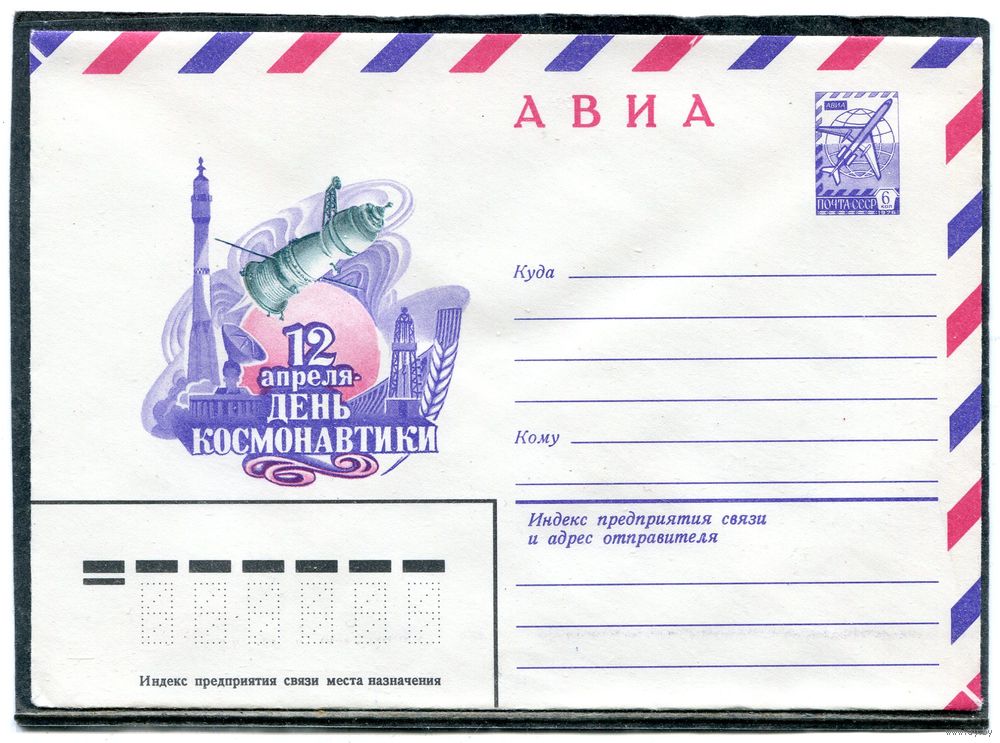 АВИА
АВИА
ПОЧТА·СССР
6
КОП
12
апреля-
ДЕНЬ
КОСМОНАВТИКИ
Куда
Кому
Индекс предприятия связи
и адрес отправителя
Индекс предприятия связи места назначения